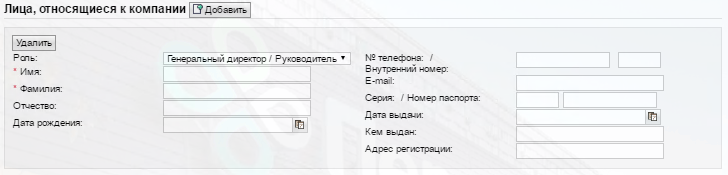 Лица, относящиеся к компании Добавить
Удалить
Роль: Генеральный директор / Руководитель
* Имя:
* Фамилия:
Отчество:
Дата рождения:
№ телефона: /
Внутренний номер:
E-mail:
Серия: / Номер паспорта:
Дата выдачи:
Кем выдан:
Адрес регистрации: